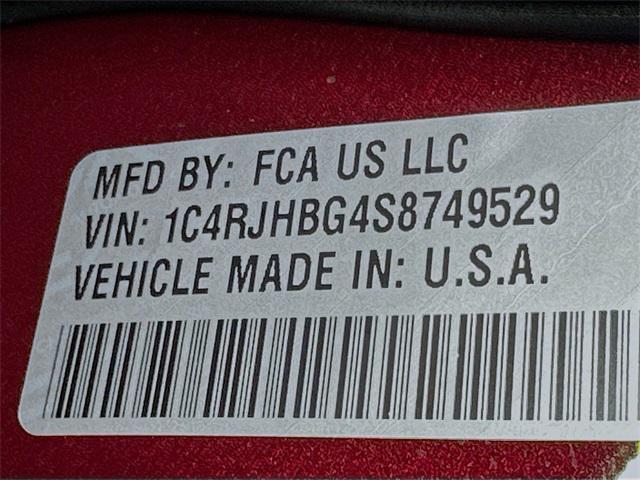 MFD BY: FCA US LLC
VIN: 1C4RJHBG4S8749529
VEHICLE MADE IN: U.S.A.